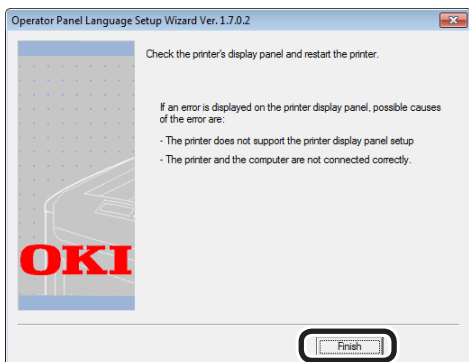 Operator Panel Language Setup Wizard Ver. 1.7.0.2
Check the printer's display panel and restart the printer.
If an error is displayed on the printer display panel, possible causes
of the error are:
- The printer does not support the printer display panel setup
- The printer and the computer are not connected correctly.
OKI
Finish